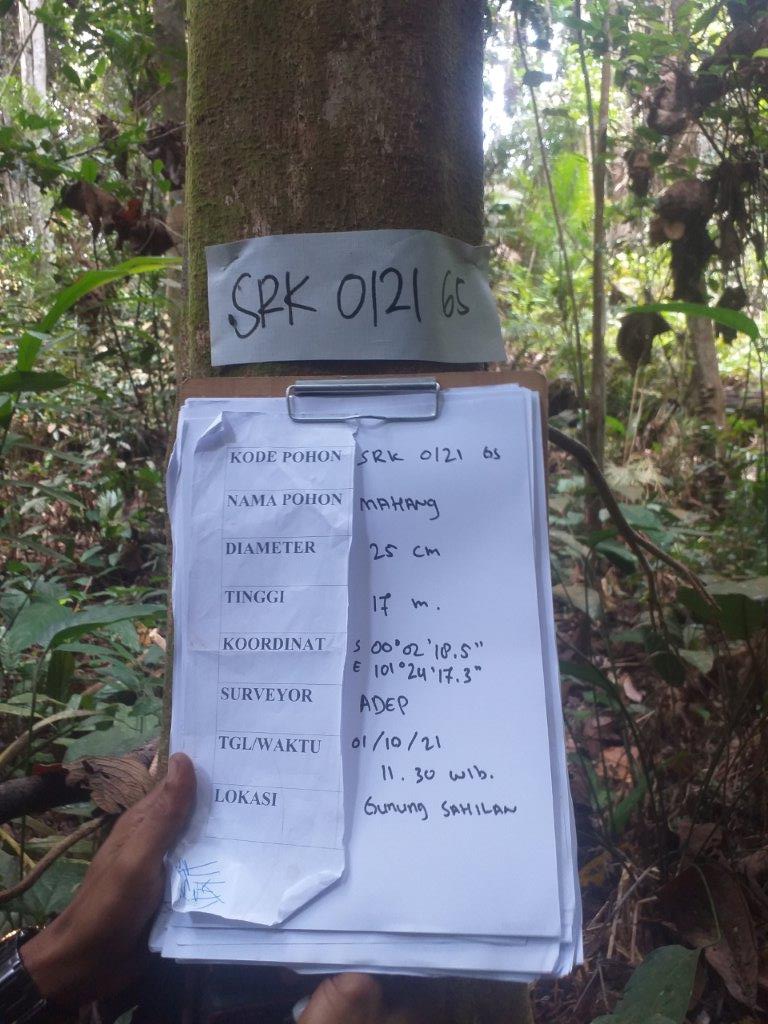 SRK 0121 65
KODE POHON SRK 0121 65
NAMA POHON MAHANG
DIAMETER 25 cm
TINGGI 17 m.
KOORDINAT S 00°02'18.5"
E 101°24'17.3"
SURVEYOR ADEP
TGL/WAKTU 01/10/21
11.30 wib.
LOKASI Gunung SAHILAN